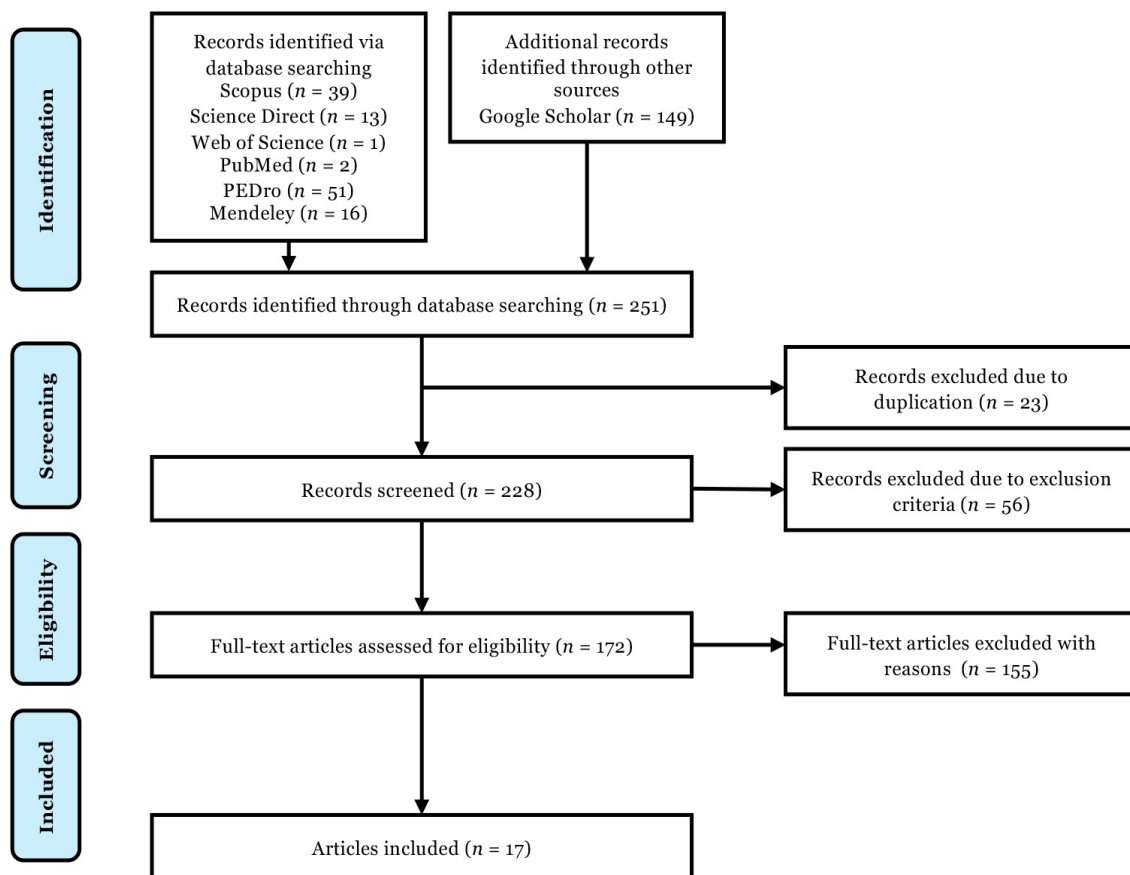 Identification
Records identified via
database searching
Scopus (n = 39)
Science Direct (n = 13)
Web of Science (n = 1)
PubMed (n = 2)
PEDro (n = 51)
Mendeley (n = 16)
Additional records
identified through other
sources
Google Scholar (n = 149)
Records identified through database searching (n = 251)
Screening
Records excluded due to
duplication (n = 23)
Records screened (n = 228)
Records excluded due to exclusion
criteria (n = 56)
Eligibility
Full-text articles assessed for eligibility (n = 172)
Full-text articles excluded with
reasons (n = 155)
Included
Articles included (n = 17)